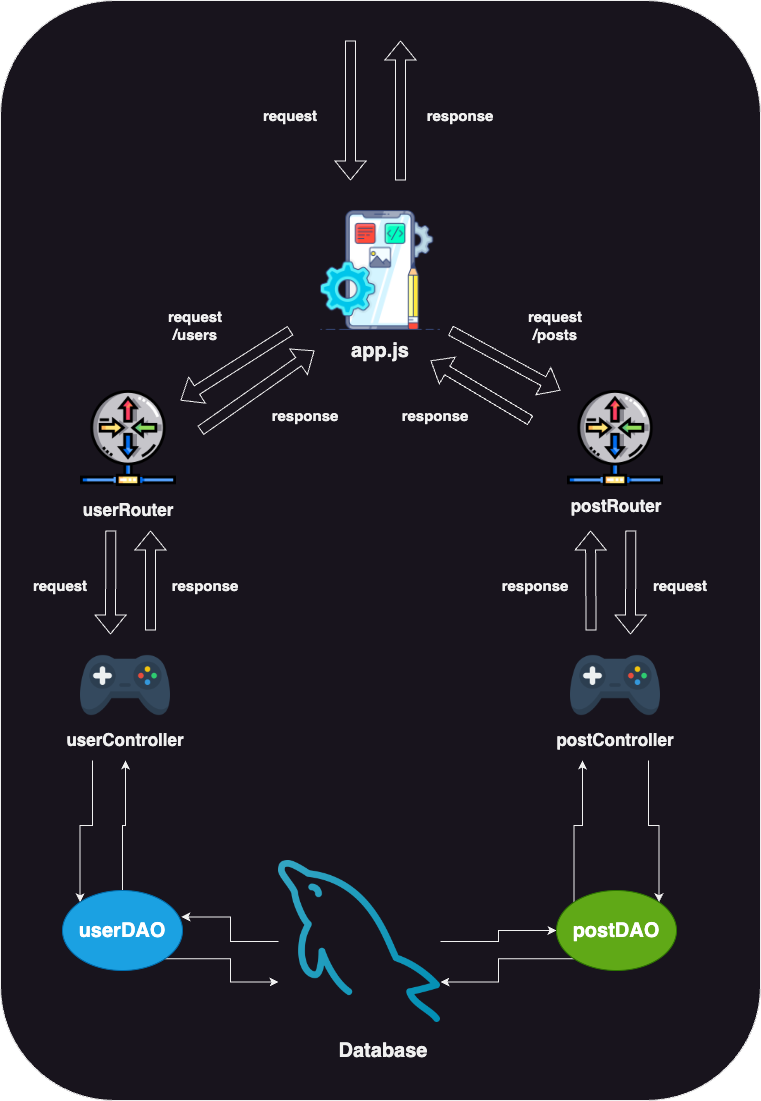 request
response
app.js
request
/users
request
/posts
response
response
userRouter
postRouter
request
response
response
request
userController
postController
userDAO
postDAO
Database